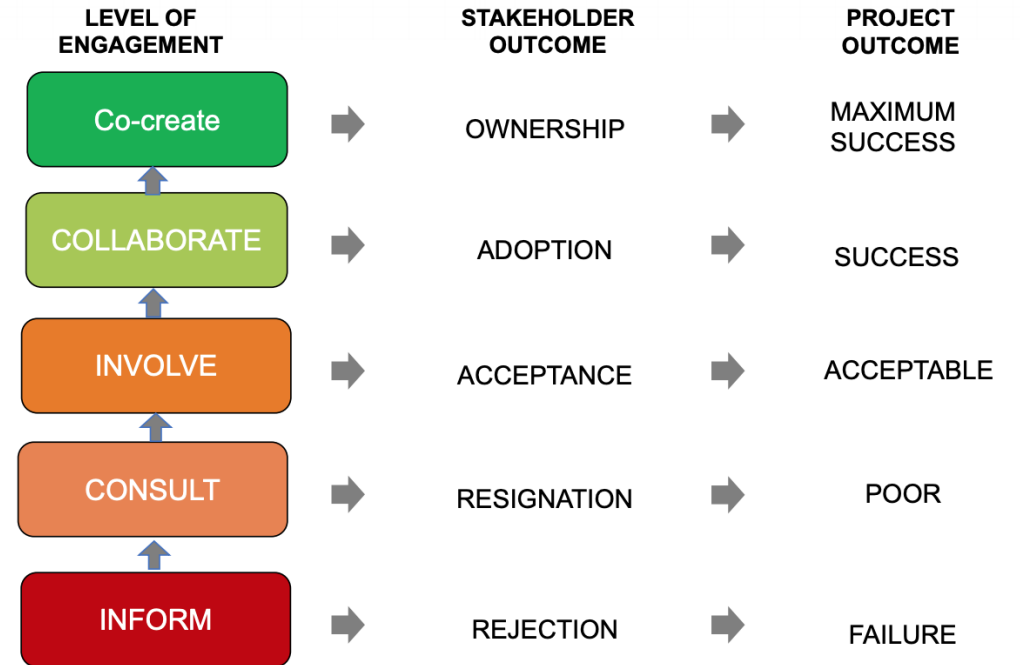 LEVEL OF
ENGAGEMENT
STAKEHOLDER
OUTCOME
PROJECT
OUTCOME
Co-create
OWNERSHIP
MAXIMUM
SUCCESS
COLLABORATE
ADOPTION
SUCCESS
INVOLVE
ACCEPTANCE
ACCEPTABLE
CONSULT
RESIGNATION
POOR
INFORM
REJECTION
FAILURE